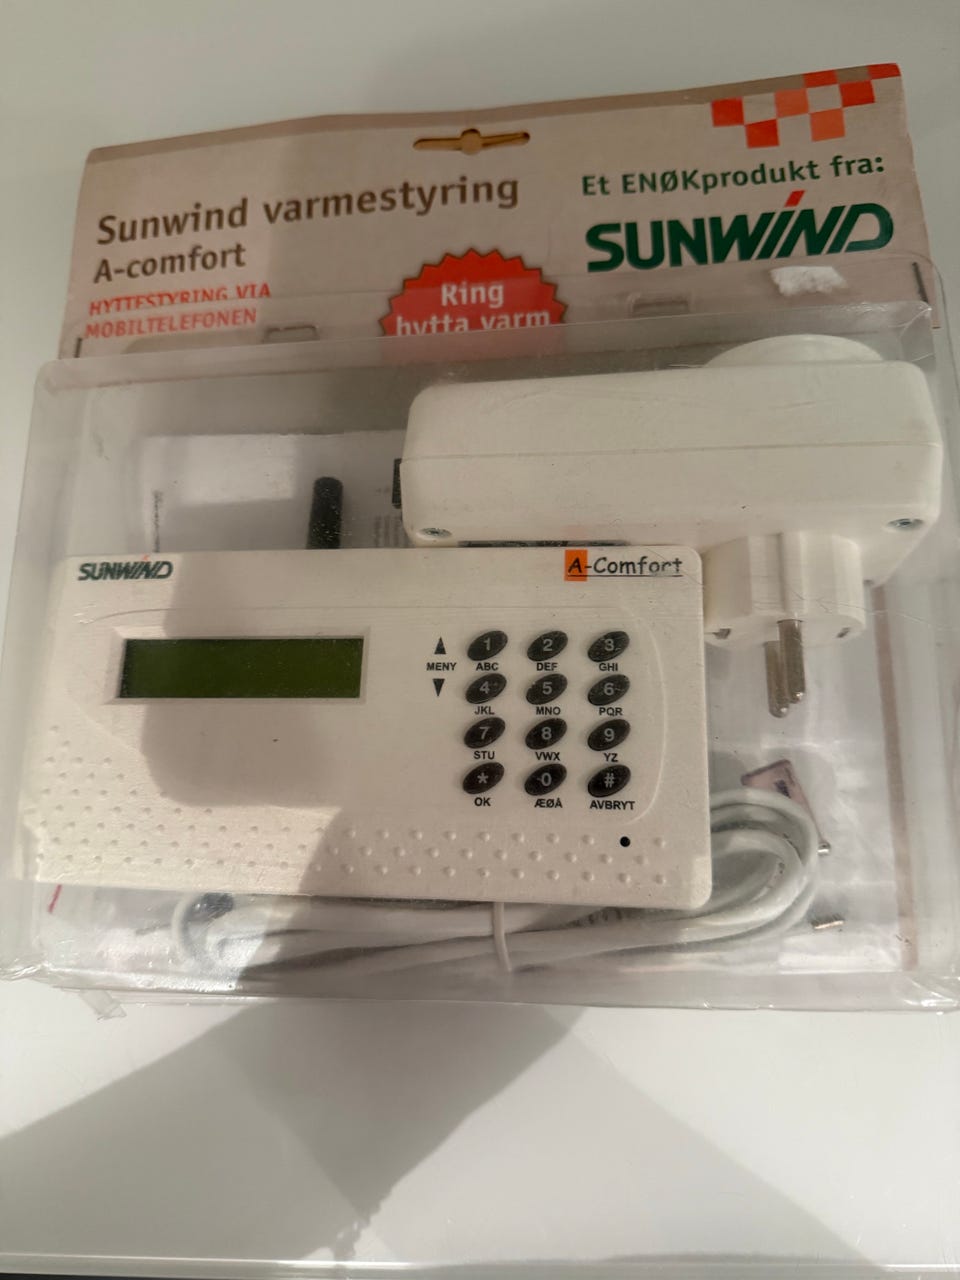 Sunwind varmestyring
A-comfort
HYTTESTYRING VIA
MOBILTELEFONEN
Ring
hytta varm
Et ENØKprodukt fra:
SUNWIND
SUNWIND
A-Comfort
MENY
1 2 3
ABC DEF GHI
4 5 6
JKL MNO PQR
7 8 9
STU VWX YZ
* 0 #
OK ÆØÅ AVBRYT